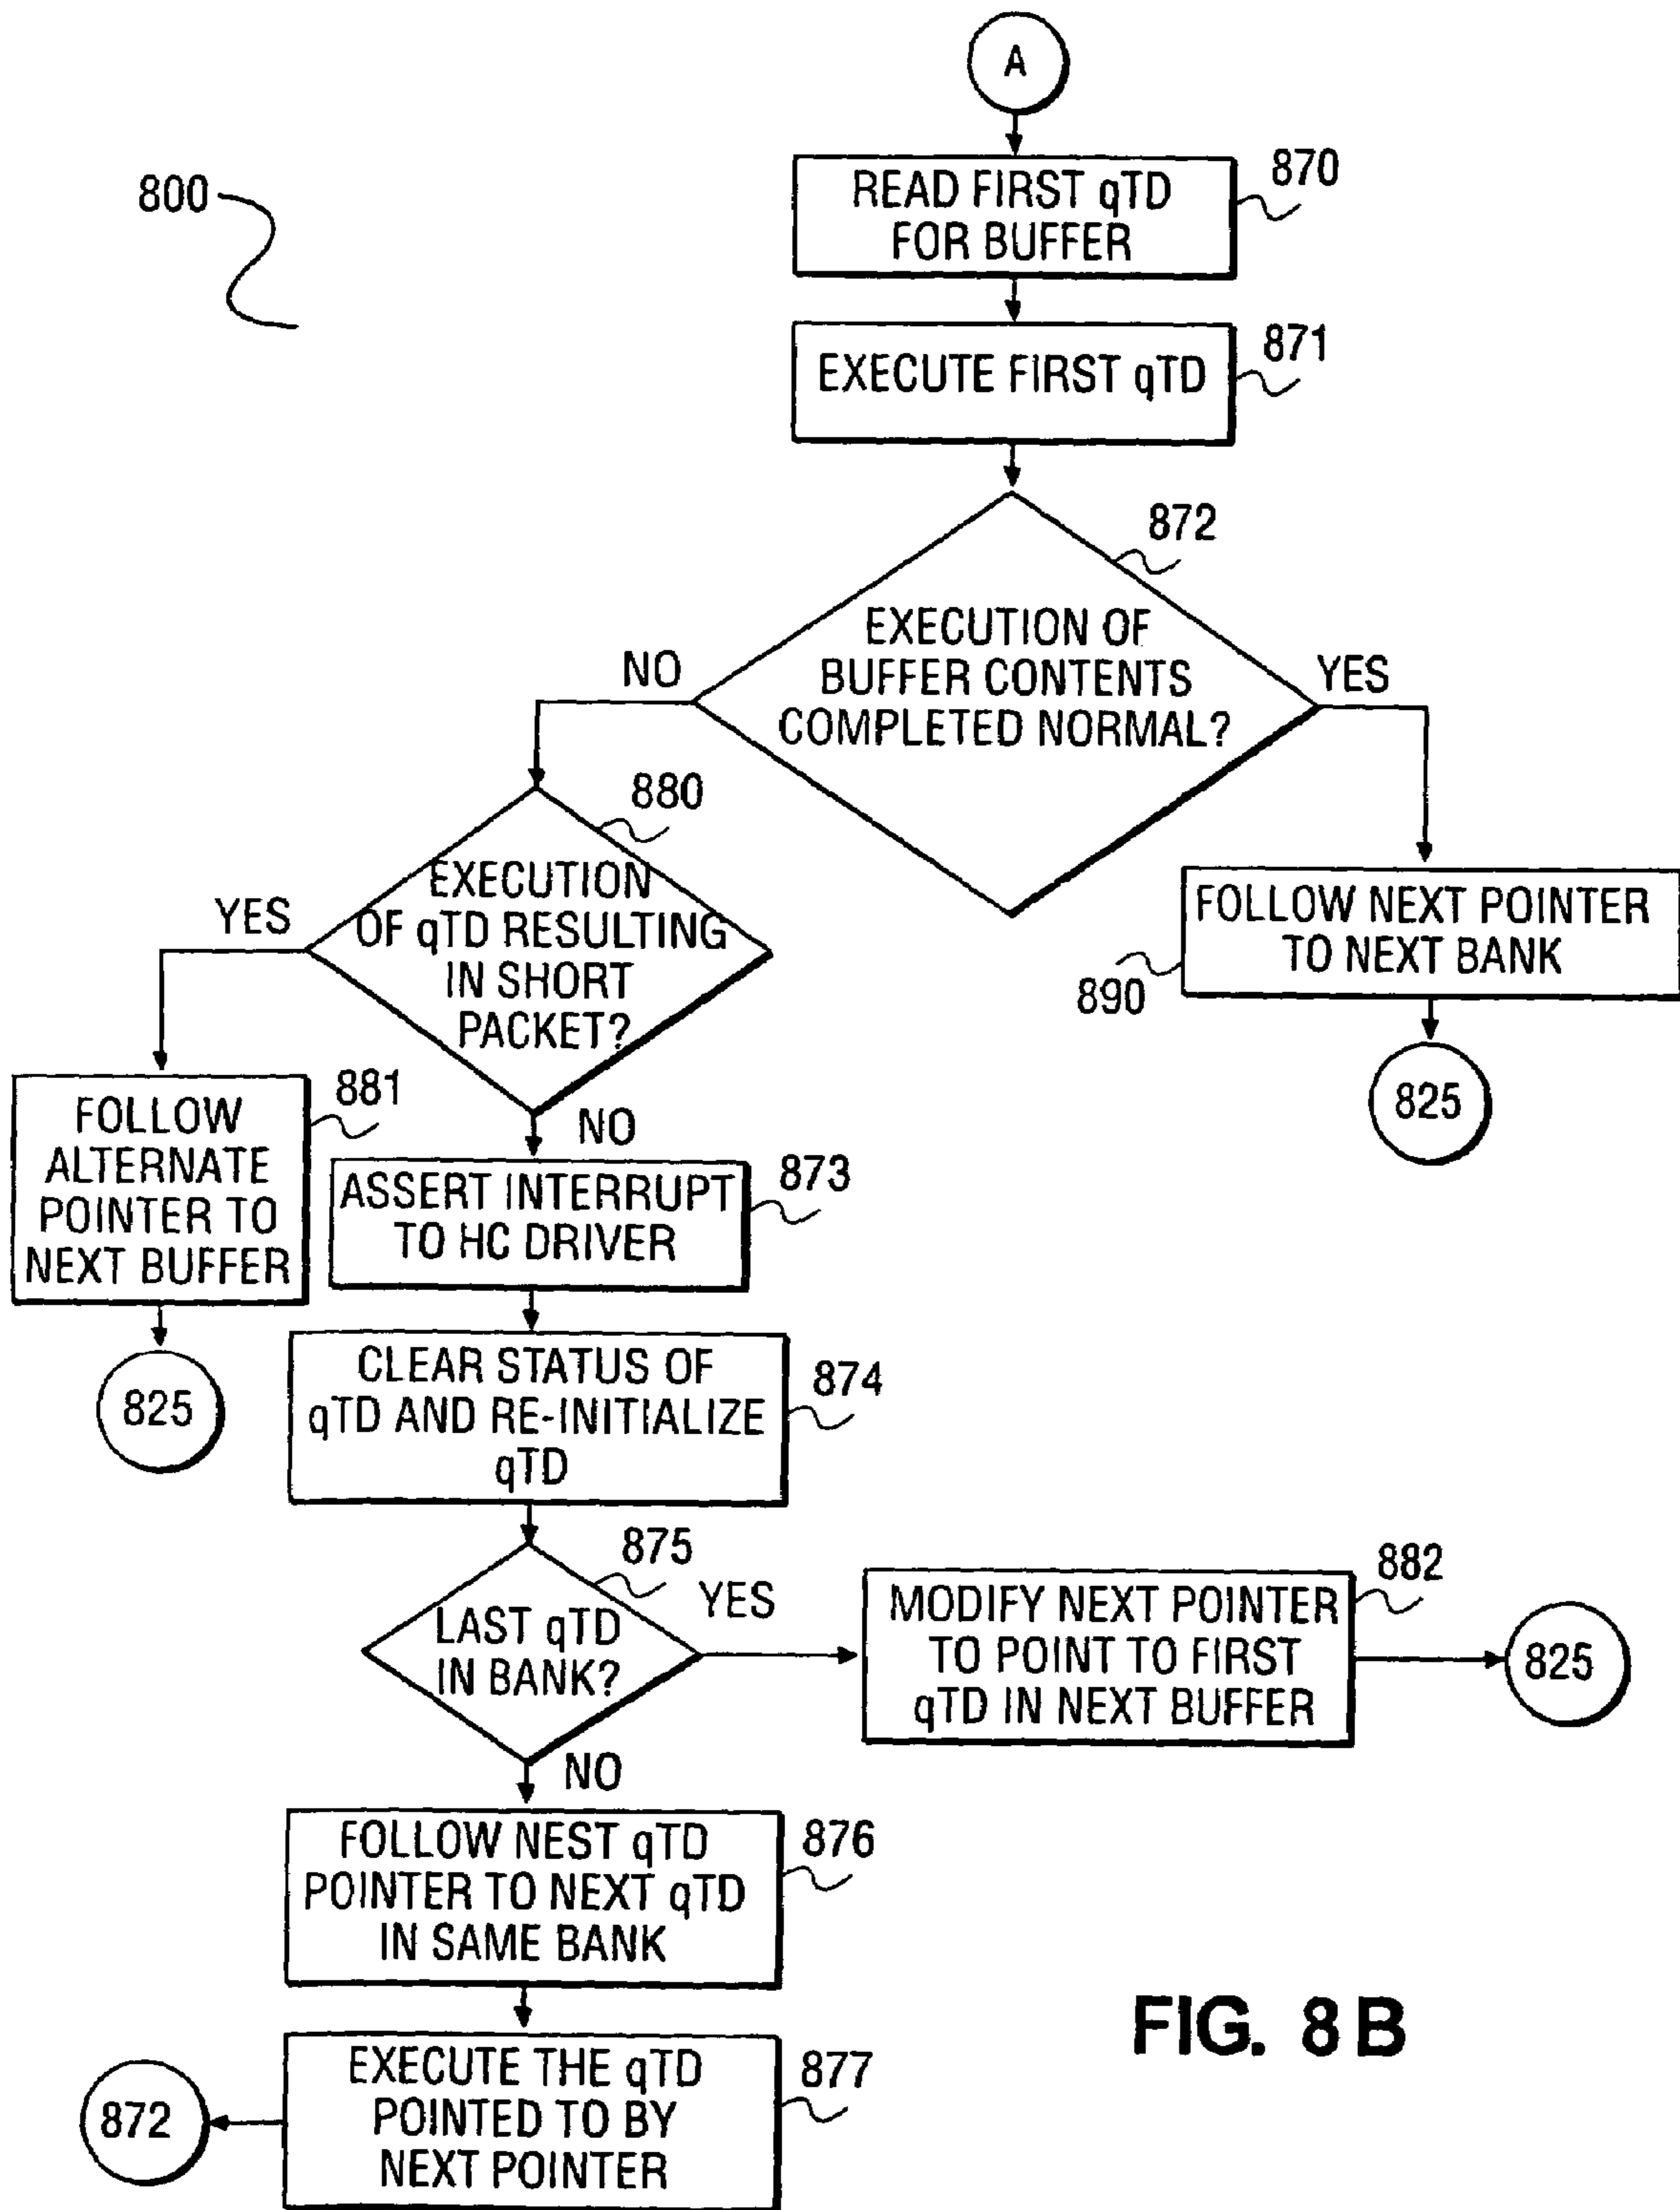 A
800
READ FIRST qTD
FOR BUFFER
870
EXECUTE FIRST qTD
871
872
EXECUTION OF
BUFFER CONTENTS
COMPLETED NORMAL?
NO
YES
880
EXECUTION
OF qTD RESULTING
IN SHORT
PACKET?
YES
NO
FOLLOW NEXT POINTER
TO NEXT BANK
890
825
FOLLOW
ALTERNATE
POINTER TO
NEXT BUFFER
881
825
ASSERT INTERRUPT
TO HC DRIVER
873
CLEAR STATUS OF
qTD AND RE-INITIALIZE
qTD
874
875
LAST qTD
IN BANK?
YES
NO
MODIFY NEXT POINTER
TO POINT TO FIRST
qTD IN NEXT BUFFER
882
825
FOLLOW NEST qTD
POINTER TO NEXT qTD
IN SAME BANK
876
EXECUTE THE qTD
POINTED TO BY
NEXT POINTER
877
872
FIG. 8B